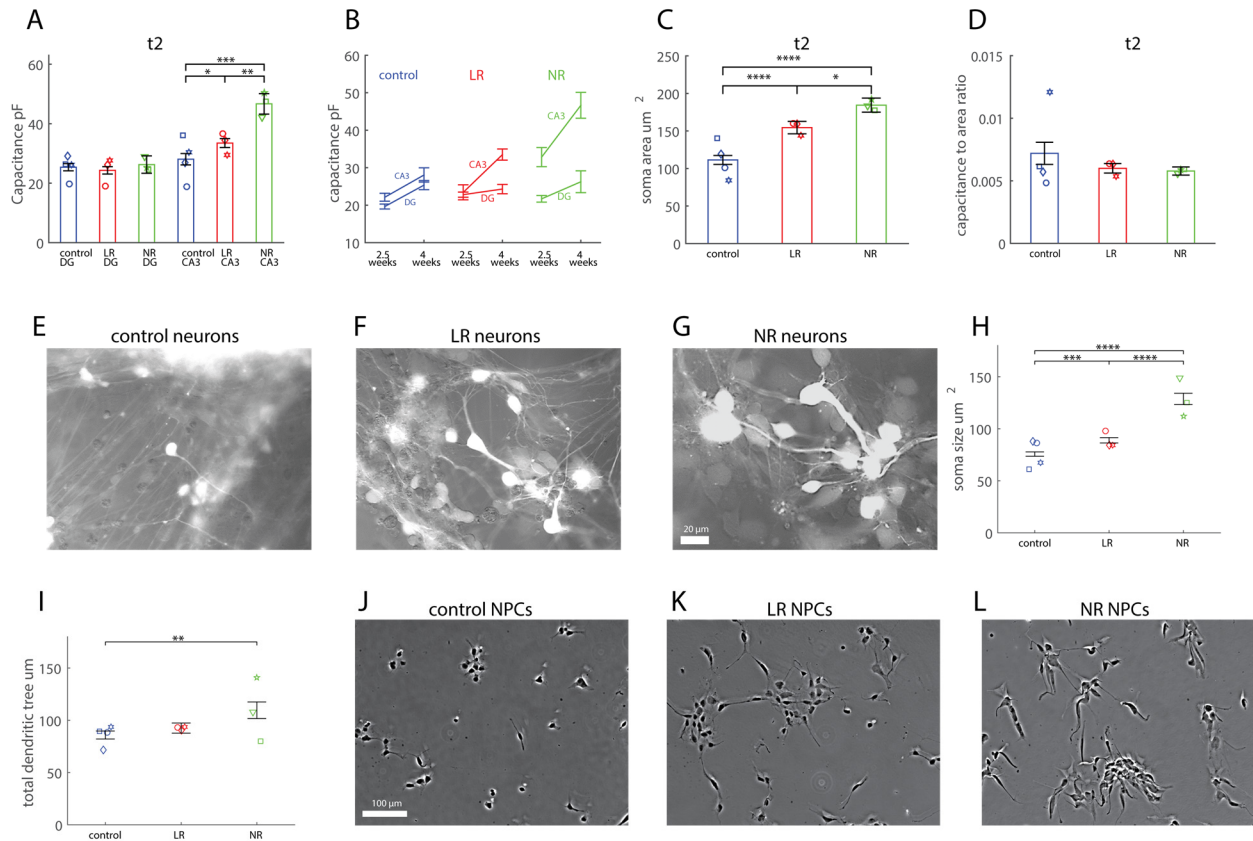 A
t2
Capacitance pF
60
40
20
0
***
*
**
control
DG
LR
DG
NR
DG
control
CA3
LR
CA3
NR
CA3
B
capacitance pF
60
50
40
30
20
10
control
LR
NR
CA3
DG
CA3
DG
CA3
DG
2.5
weeks
4
weeks
2.5
weeks
4
weeks
2.5
weeks
4
weeks
C
t2
soma area um 2
250
200
150
100
50
0
****
****
*
control
LR
NR
D
t2
capacitance to area ratio
0.015
0.01
0.005
0
control
LR
NR
E
control neurons
F
LR neurons
G
NR neurons
20 µm
H
soma size um 2
150
100
50
0
****
***
****
control
LR
NR
I
total dendritic tree um
150
100
50
0
**
control
LR
NR
J
control NPCs
100 µm
K
LR NPCs
L
NR NPCs